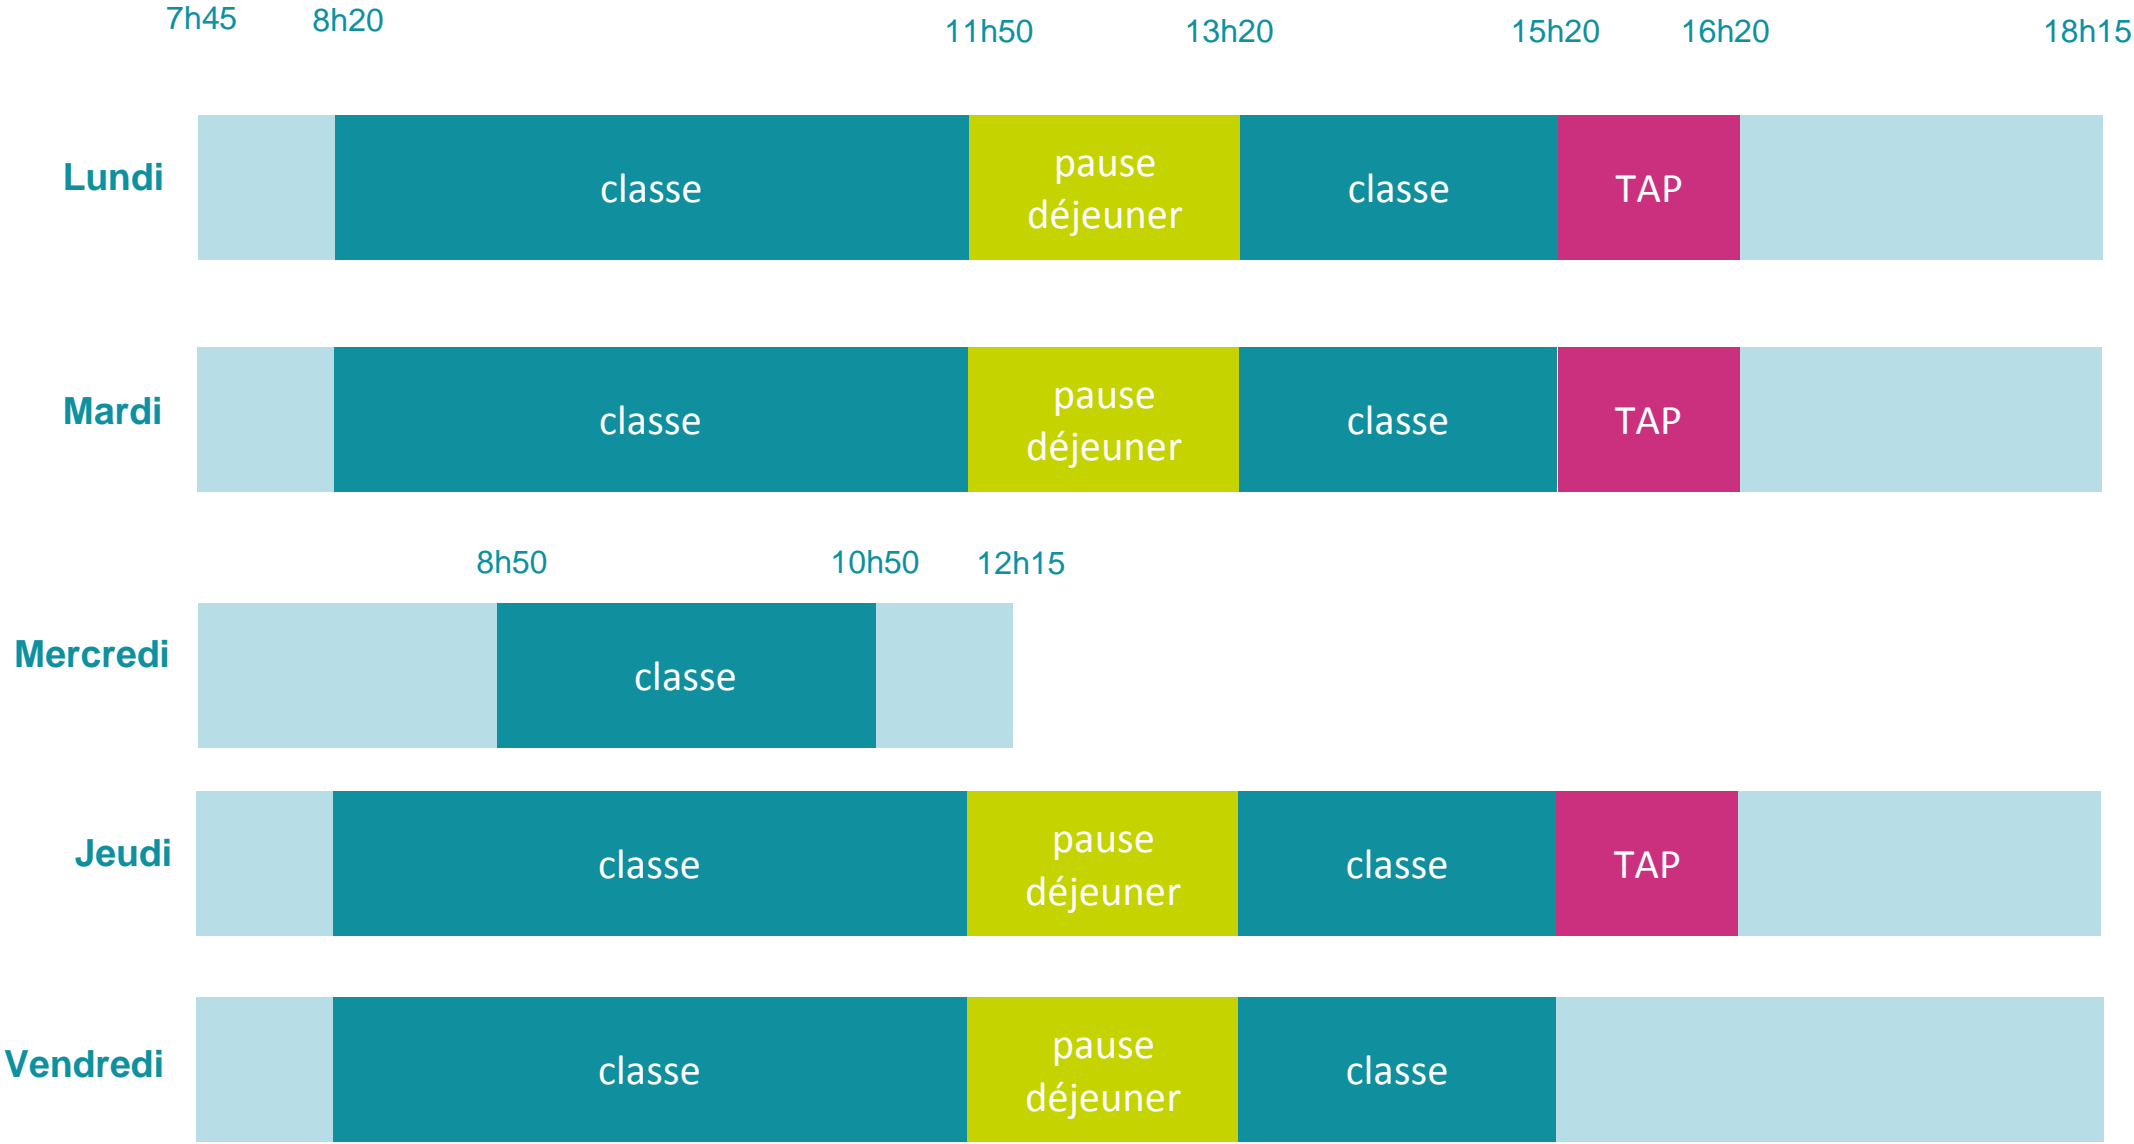 7h45 8h20 11h50 13h20 15h20 16h20 18h15
Lundi
classe
pause
déjeuner
classe
TAP
Mardi
classe
pause
déjeuner
classe
TAP
8h50 10h50 12h15
Mercredi
classe
Jeudi
classe
pause
déjeuner
classe
TAP
Vendredi
classe
pause
déjeuner
classe